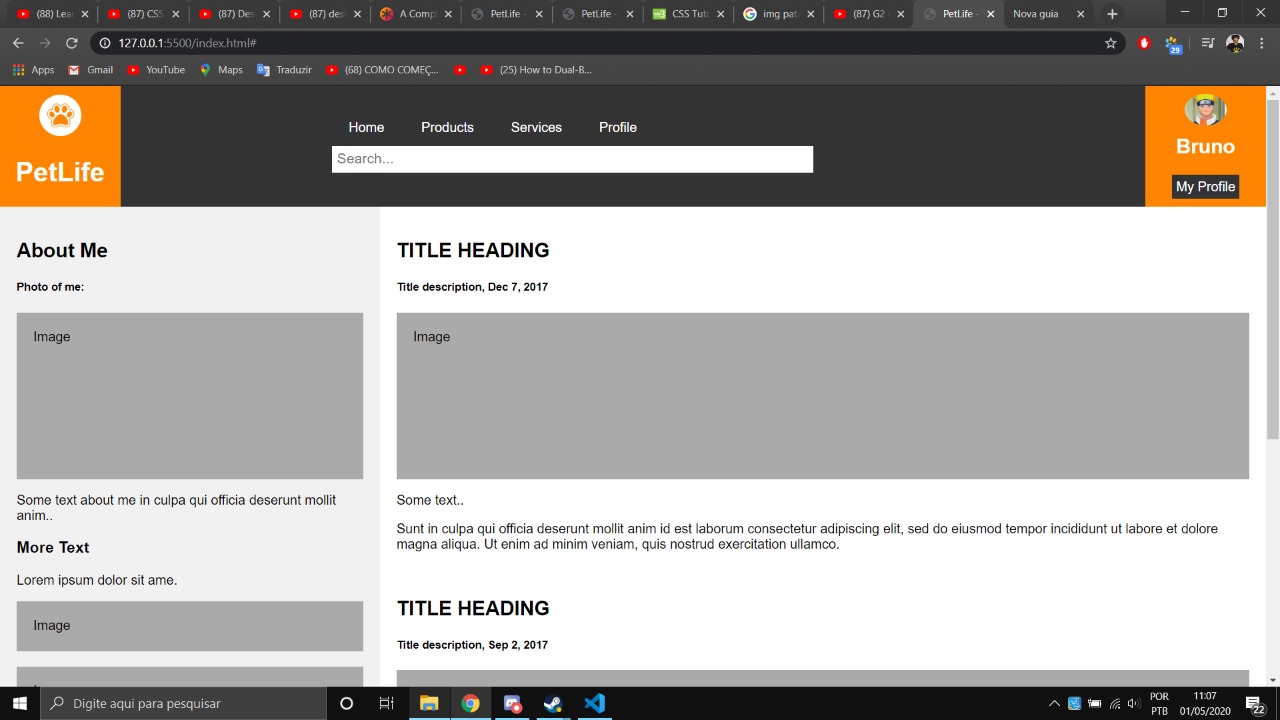 (88) Lea
(87) CSS
(87) Des
(87) des
A Compl
PetLife –
PetLife –
CSS Tuto
img pat
(87) G2
PetLife –
Nova guia
127.0.0.1:5500/index.html#
29
Apps
Gmail
YouTube
Maps
Traduzir
(68) COMO COMEÇ...
(25) How to Dual-B...
PetLife
Home
Products
Services
Profile
Search...
Bruno
My Profile
About Me
Photo of me:
Image
Some text about me in culpa qui officia deserunt mollit
anim..
More Text
Lorem ipsum dolor sit ame.
Image
TITLE HEADING
Title description, Dec 7, 2017
Image
Some text..
Sunt in culpa qui officia deserunt mollit anim id est laborum consectetur adipiscing elit, sed do eiusmod tempor incididunt ut labore et dolore
magna aliqua. Ut enim ad minim veniam, quis nostrud exercitation ullamco.
TITLE HEADING
Title description, Sep 2, 2017
Digite aqui para pesquisar
POR
PTB
11:07
01/05/2020
22